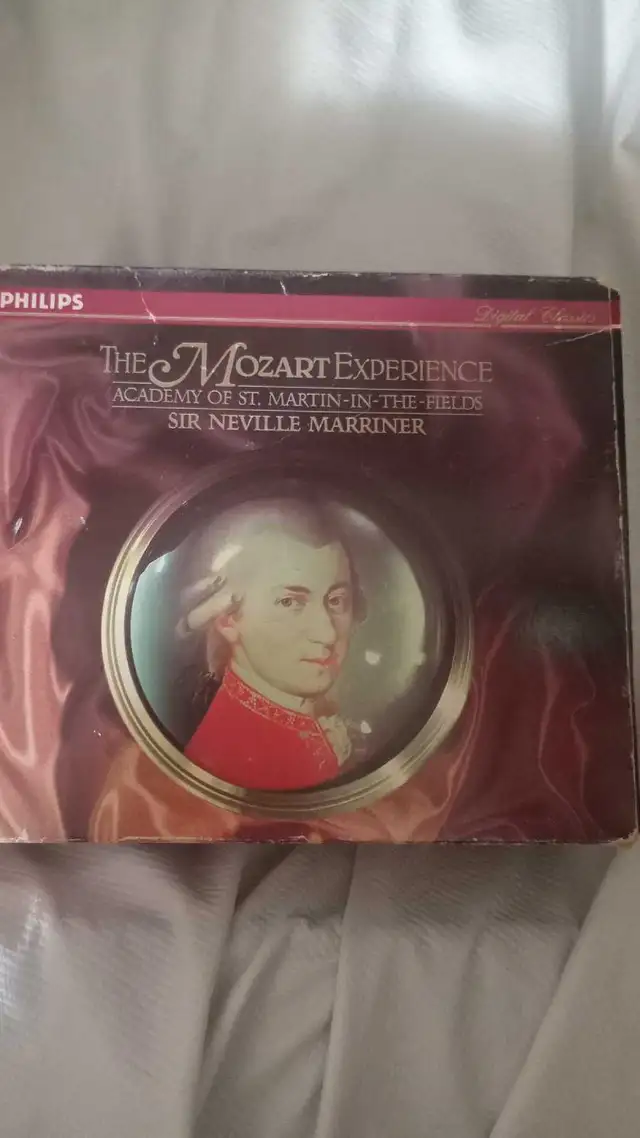 PHILIPS
Digital Classics
THE MOZART EXPERIENCE
ACADEMY OF ST. MARTIN-IN-THE-FIELDS
SIR NEVILLE MARRINER